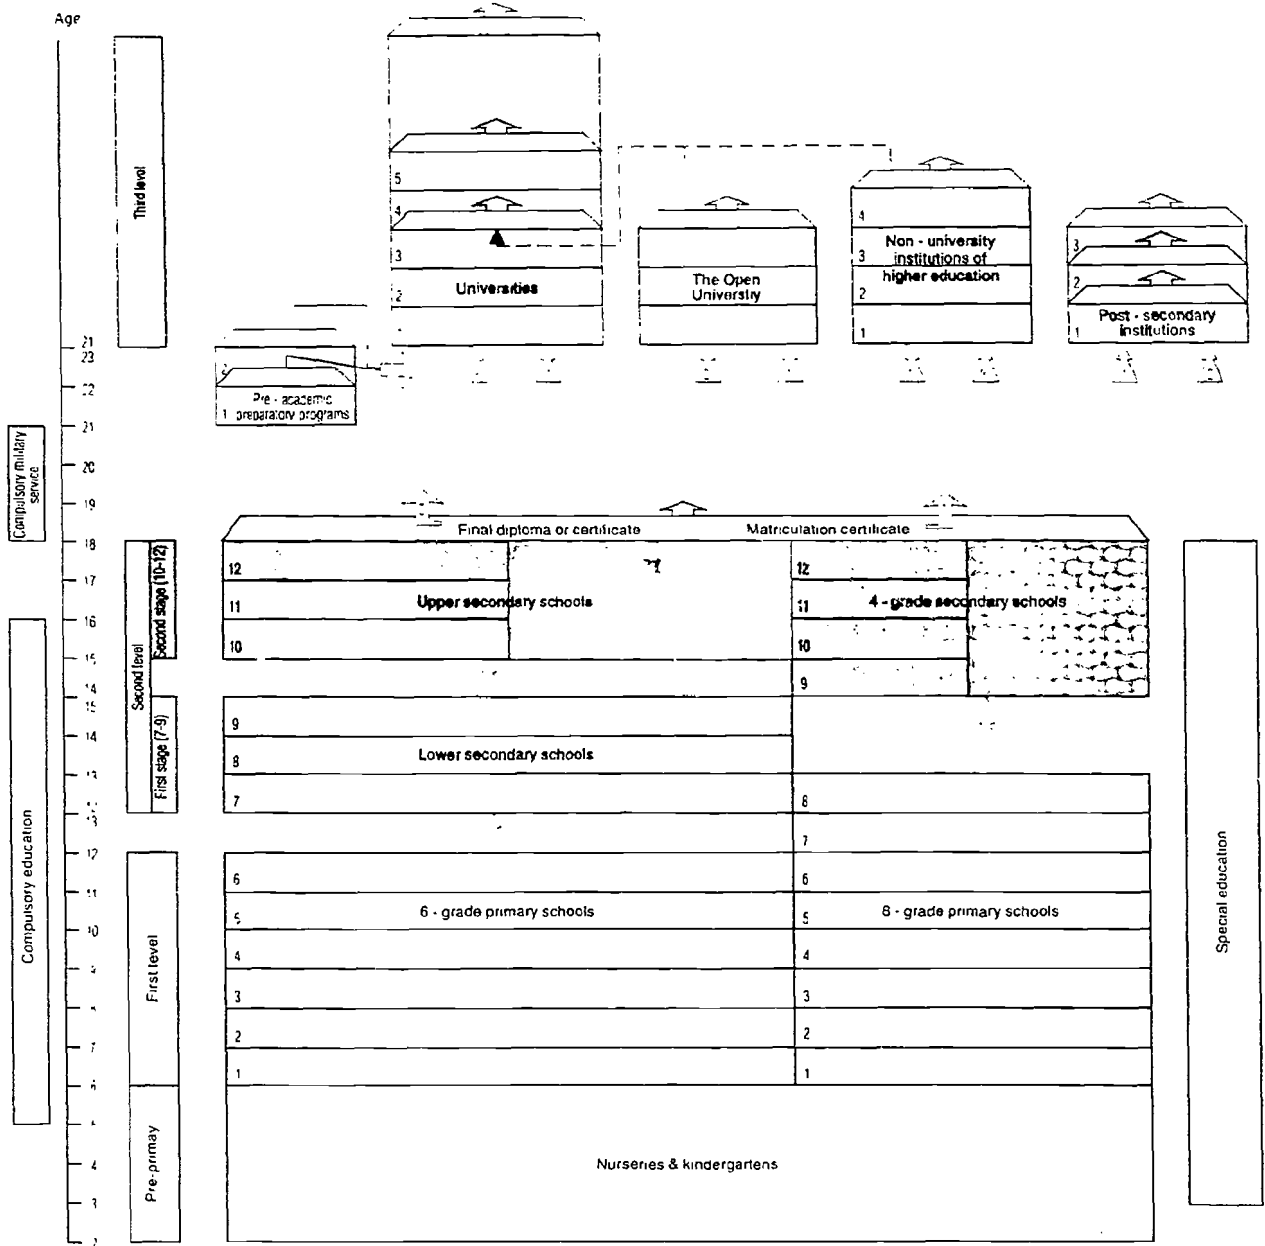 Age
Third level
5
4
3
2
Universities
The Open
University
4
3
2
1
Non - university
institutions of
higher education
3
2
1
Post - secondary
institutions
21
23
22
21
20
19
18
17
16
15
14
15
14
13
12
11
10
7
4
3
Pre - academic
1 preparatory programs
Compulsory military
service
Final diploma or certificate
Matriculation certificate
Second level
Second stage (10-12)
First stage (7-9)
12
11
10
Upper secondary schools
12
11
10
9
4 - grade secondary schools
9
8
7
Lower secondary schools
8
7
6
5
4
3
2
1
8 - grade primary schools
6
5
4
3
2
1
6 - grade primary schools
Compulsory education
First level
Pre-primay
Nurseries & kindergartens
Special education